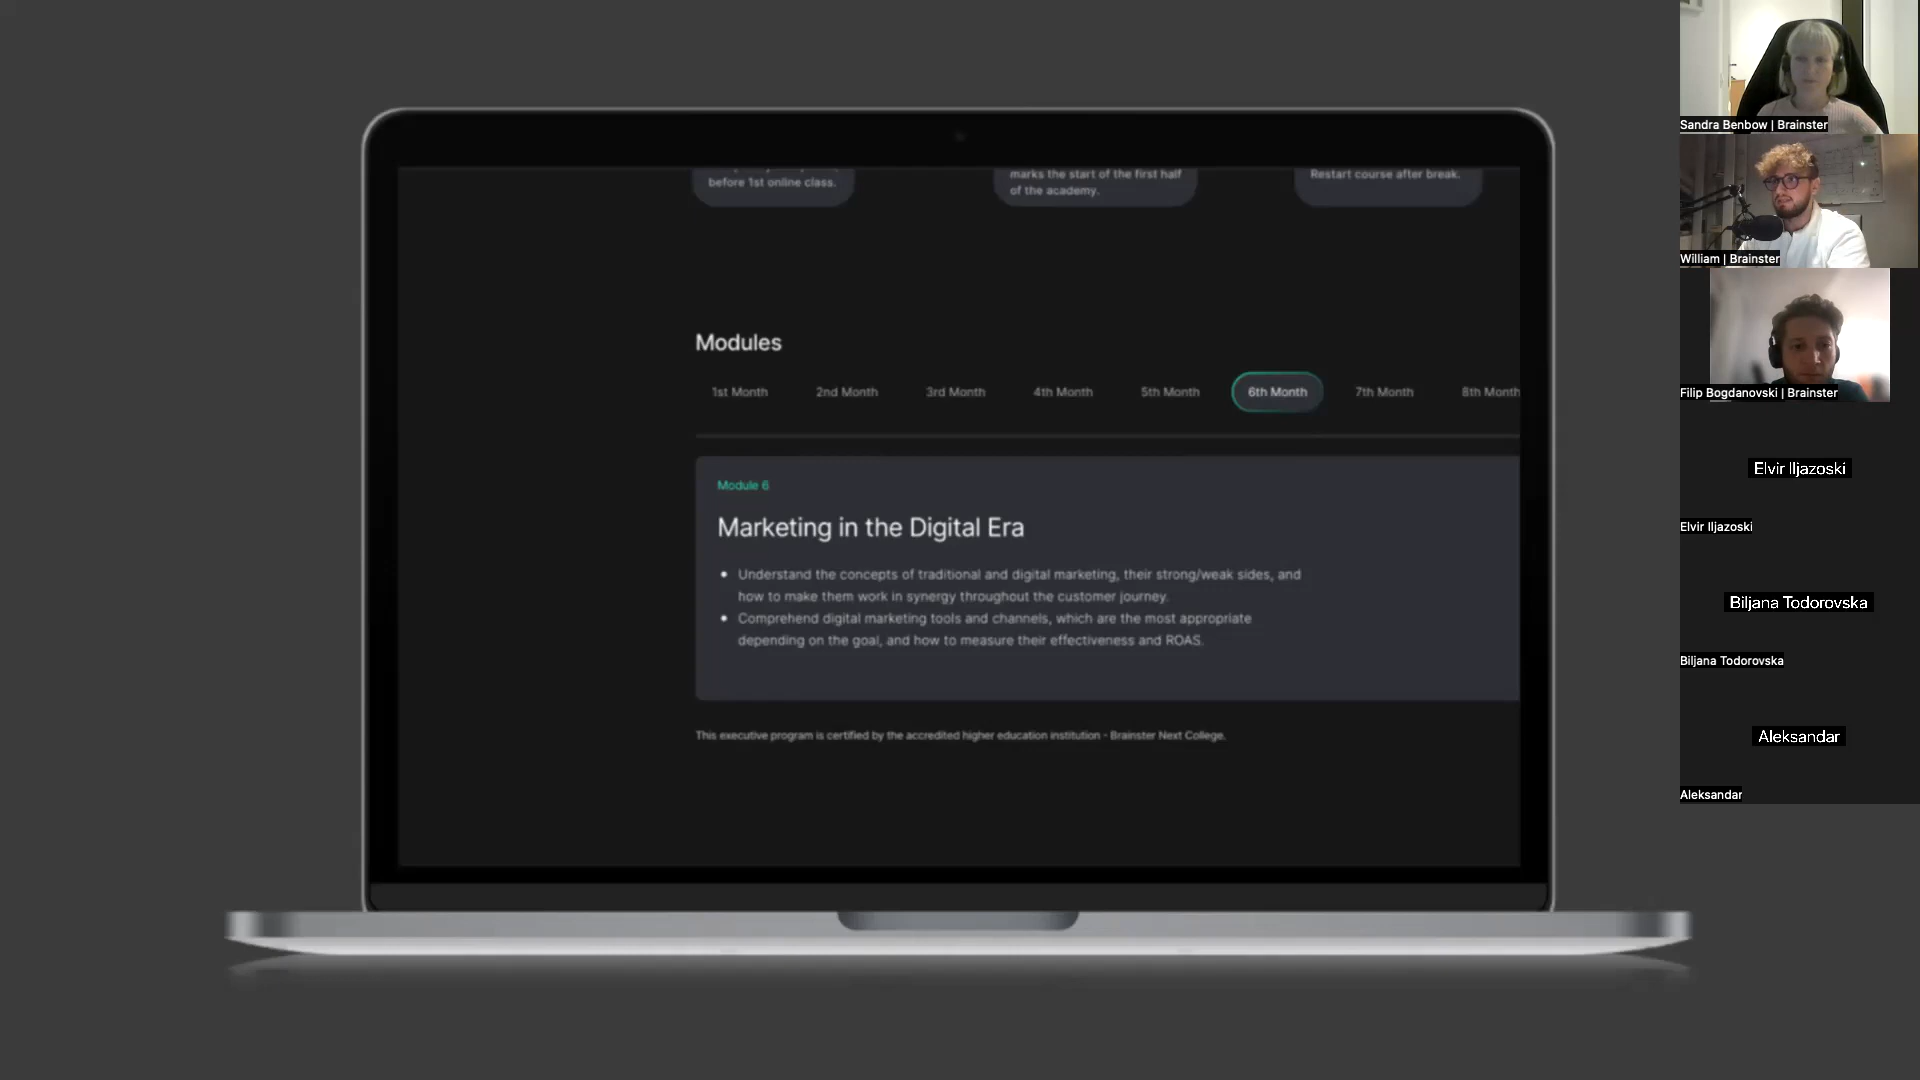 before 1st online class.
marks the start of the first half
of the academy.
Restart course after break.
Modules
1st Month
2nd Month
3rd Month
4th Month
5th Month
6th Month
7th Month
8th Month
Module 6
Marketing in the Digital Era
Understand the concepts of traditional and digital marketing, their strong/weak sides, and
how to make them work in synergy throughout the customer journey.
Comprehend digital marketing tools and channels, which are the most appropriate
depending on the goal, and how to measure their effectiveness and ROAS.
This executive program is certified by the accredited higher education institution - Brainster Next College.
Sandra Benbow | Brainster
William | Brainster
Filip Bogdanovski | Brainster
Elvir Iljazoski
Elvir Iljazoski
Biljana Todorovska
Biljana Todorovska
Aleksandar
Aleksandar